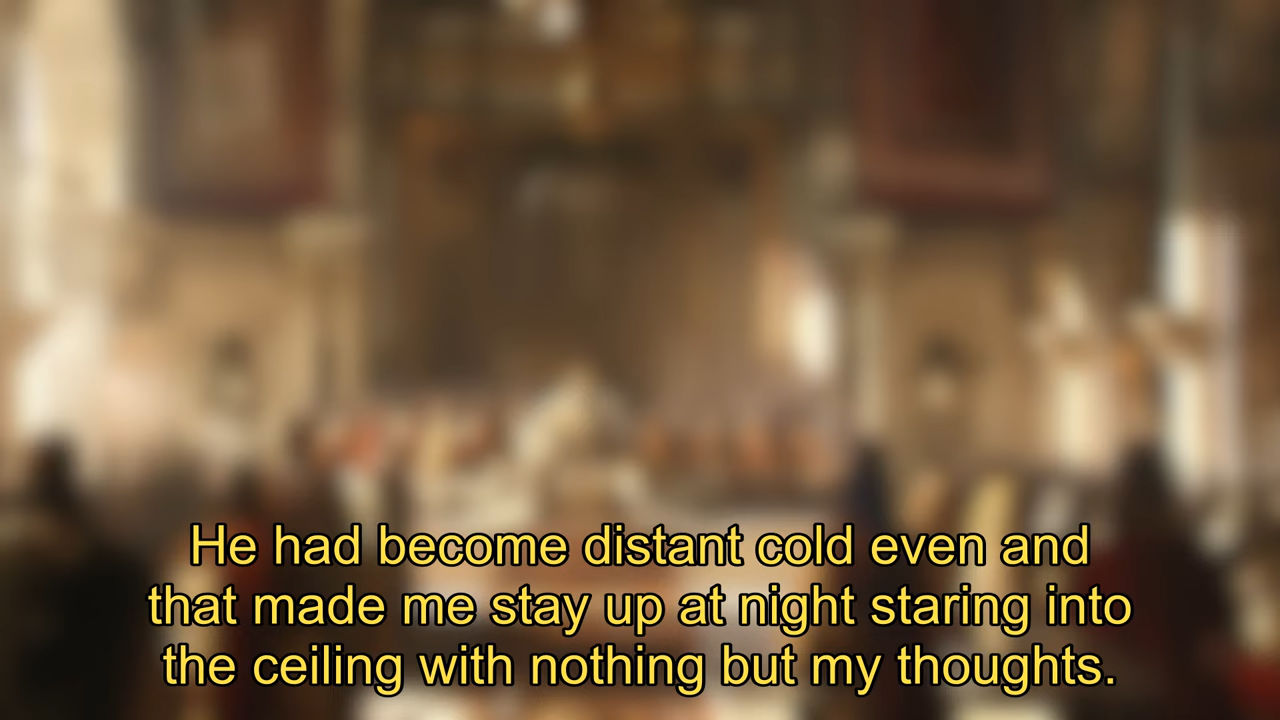 He had become distant cold even and
that made me stay up at night staring into
the ceiling with nothing but my thoughts.